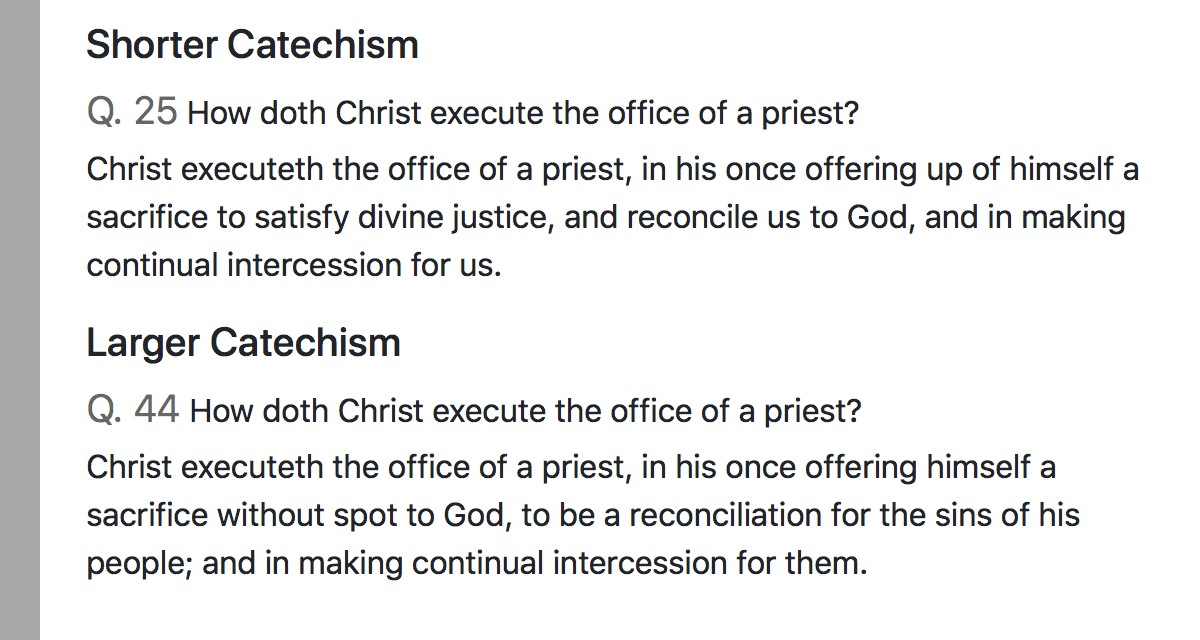 Shorter Catechism
Q. 25 How doth Christ execute the office of a priest?
Christ executeth the office of a priest, in his once offering up of himself a
sacrifice to satisfy divine justice, and reconcile us to God, and in making
continual intercession for us.
Larger Catechism
Q. 44 How doth Christ execute the office of a priest?
Christ executeth the office of a priest, in his once offering himself a
sacrifice without spot to God, to be a reconciliation for the sins of his
people; and in making continual intercession for them.